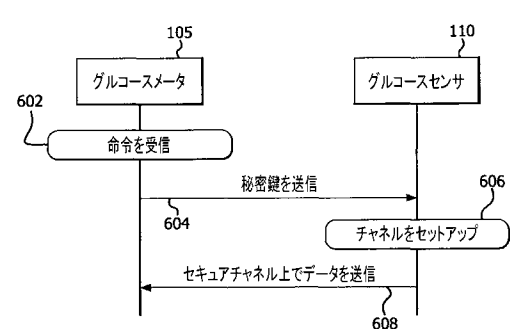 105
110
グルコースメータ
グルコースセンサ
602
命令を受信
秘密鍵を送信
604
606
チャネルをセットアップ
セキュアチャネル上でデータを送信
608